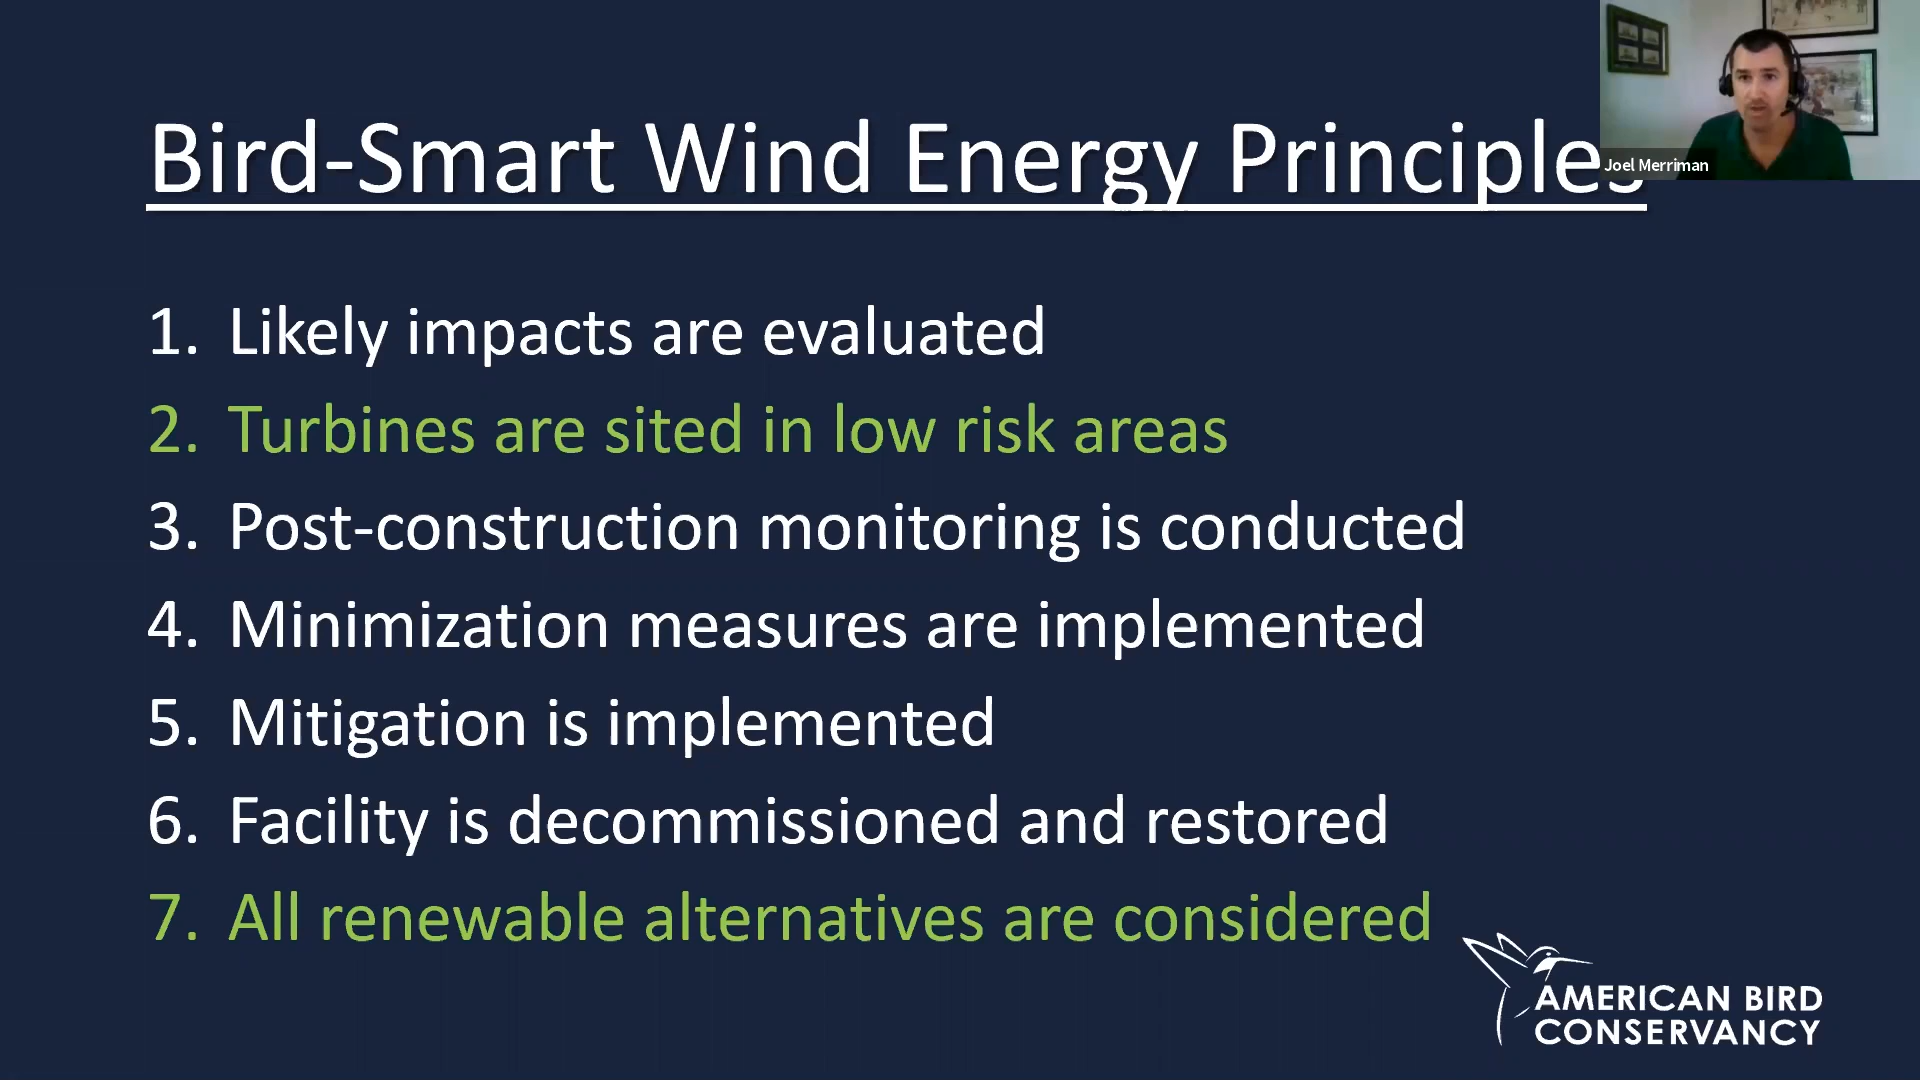 Bird-Smart Wind Energy Principles
Joel Merriman
1. Likely impacts are evaluated
2. Turbines are sited in low risk areas
3. Post-construction monitoring is conducted
4. Minimization measures are implemented
5. Mitigation is implemented
6. Facility is decommissioned and restored
7. All renewable alternatives are considered
AMERICAN BIRD
CONSERVANCY